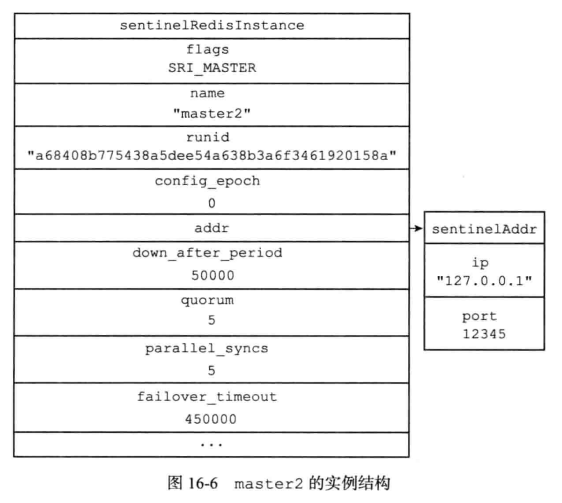 sentinelRedisInstance
flags
SRI_MASTER
name
"master2"
runid
"a68408b775438a5dee54a638b3a6f3461920158a"
config_epoch
0
addr
down_after_period
50000
quorum
5
parallel_syncs
5
failover_timeout
450000
...
sentinelAddr
ip
"127.0.0.1"
port
12345
图 16-6 master2 的实例结构